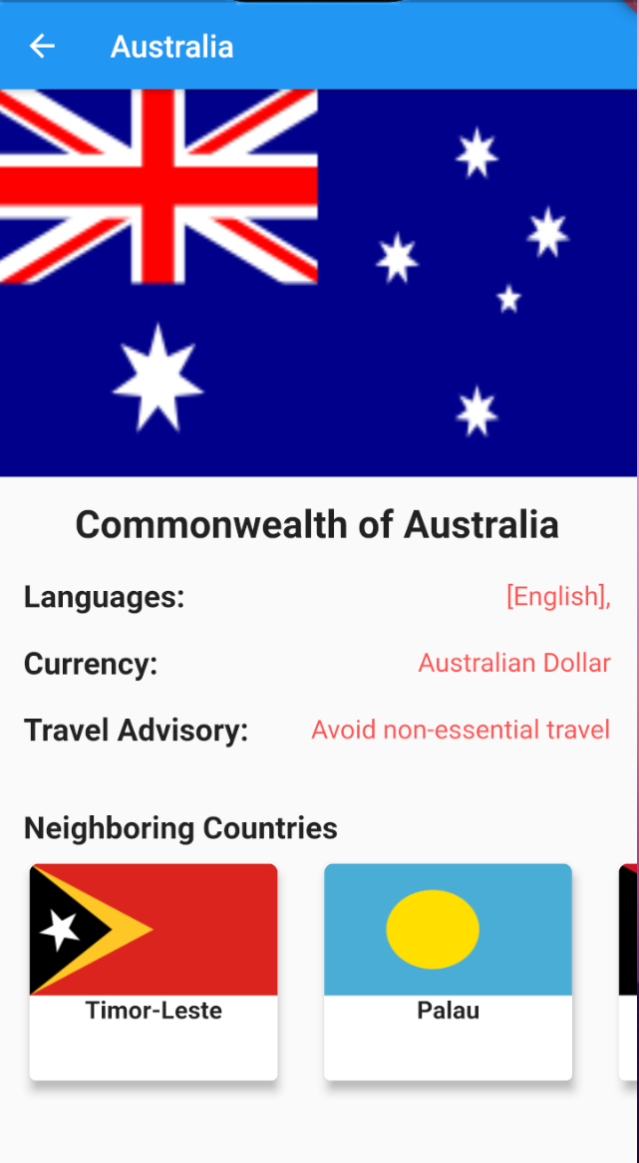 Australia
Commonwealth of Australia
Languages: [English],
Currency: Australian Dollar
Travel Advisory: Avoid non-essential travel
Neighboring Countries
Timor-Leste Palau